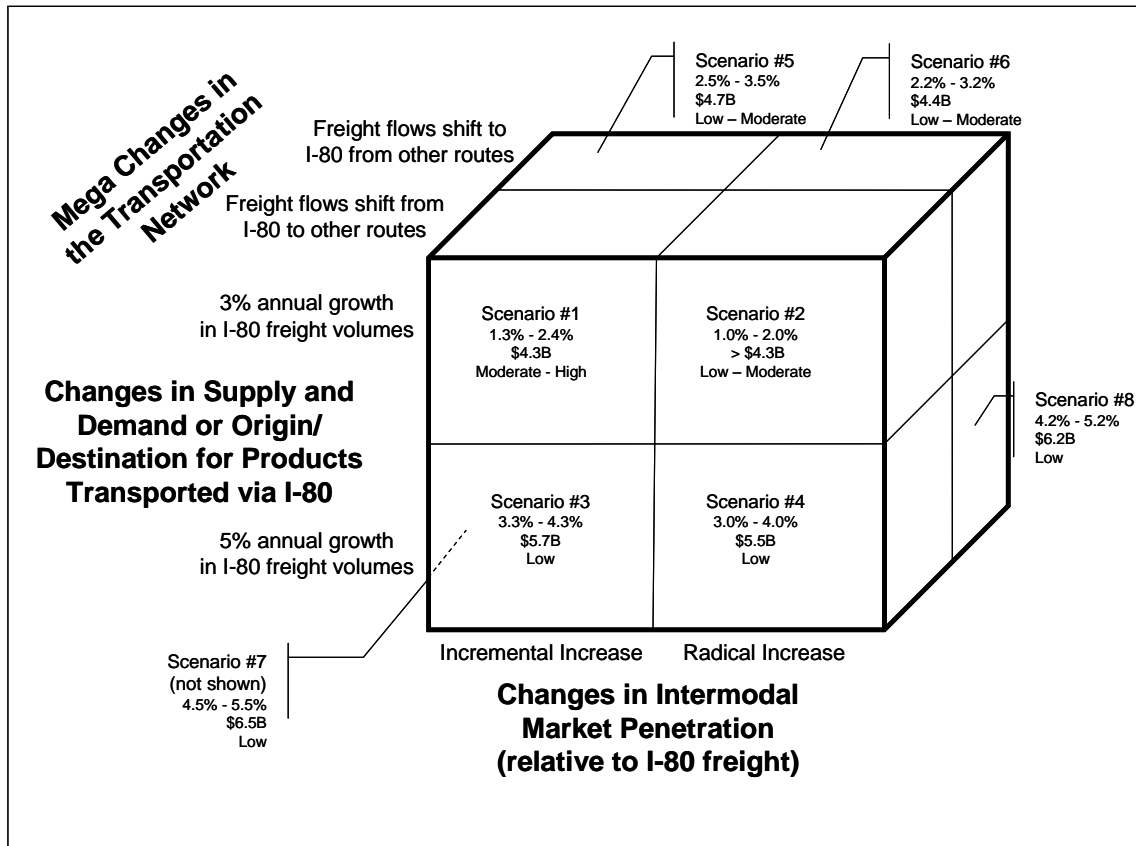 Mega Changes in
the Transportation
Network
Freight flows shift to
I-80 from other routes
Freight flows shift from
I-80 to other routes
Scenario #5
2.5% - 3.5%
$4.7B
Low – Moderate
Scenario #6
2.2% - 3.2%
$4.4B
Low – Moderate
3% annual growth
in I-80 freight volumes
Scenario #1
1.3% - 2.4%
$4.3B
Moderate - High
Scenario #2
1.0% - 2.0%
> $4.3B
Low – Moderate
Changes in Supply and
Demand or Origin/
Destination for Products
Transported via I-80
Scenario #8
4.2% - 5.2%
$6.2B
Low
5% annual growth
in I-80 freight volumes
Scenario #3
3.3% - 4.3%
$5.7B
Low
Scenario #4
3.0% - 4.0%
$5.5B
Low
Scenario #7
(not shown)
4.5% - 5.5%
$6.5B
Low
Incremental Increase
Radical Increase
Changes in Intermodal
Market Penetration
(relative to I-80 freight)